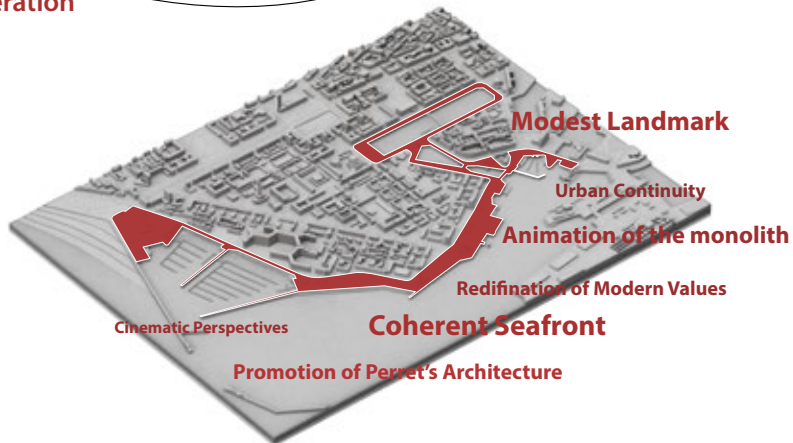 Modest Landmark
Urban Continuity
Animation of the monolith
Redifination of Modern Values
Cinematic Perspectives
Coherent Seafront
Promotion of Perret's Architecture